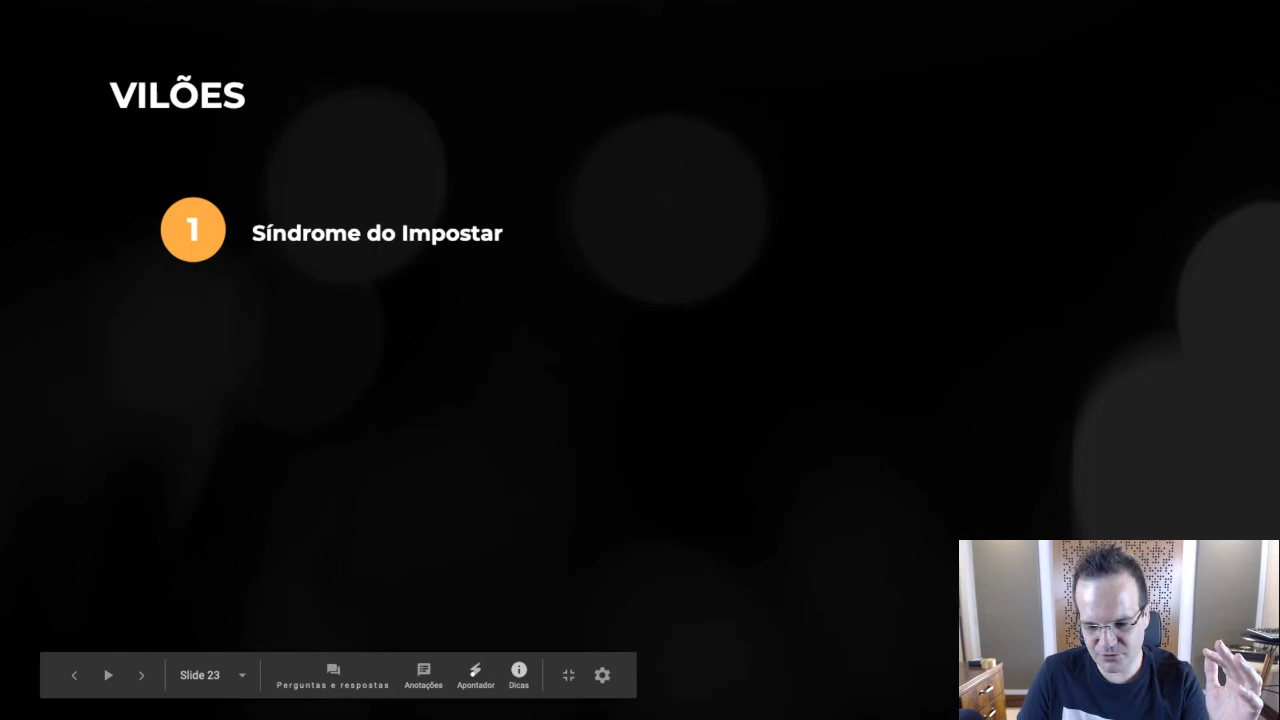 VILÕES
1
Síndrome do Impostar
Slide 23
Perguntas e respostas
Anotações
Apontador
Dicas